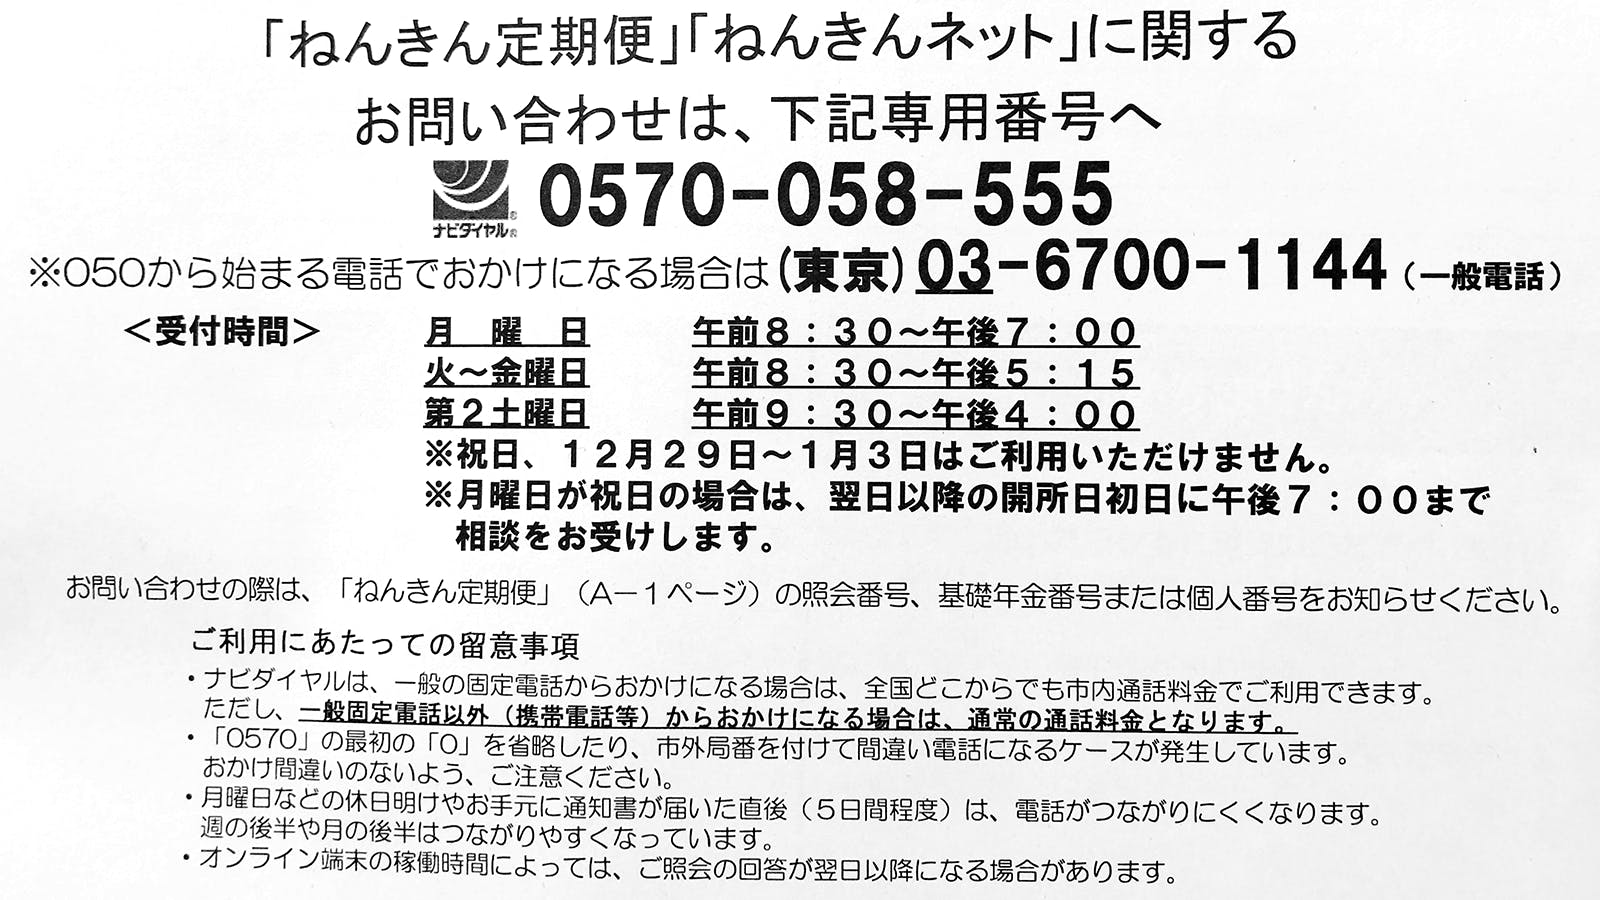 「ねんきん定期便」「ねんきんネット」に関する
お問い合わせは、下記専用番号へ
ナビダイヤル® 0570-058-555
※050から始まる電話でおかけになる場合は(東京)03-6700-1144(一般電話)
<受付時間> 月 曜 日 午前8:30~午後7:00
火~金曜日 午前8:30~午後5:15
第2土曜日 午前9:30~午後4:00
※祝日、12月29日~1月3日はご利用いただけません。
※月曜日が祝日の場合は、翌日以降の開所日初日に午後7:00まで
相談をお受けします。
お問い合わせの際は、「ねんきん定期便」(A-1ページ)の照会番号、基礎年金番号または個人番号をお知らせください。
ご利用にあたっての留意事項
・ナビダイヤルは、一般の固定電話からおかけになる場合は、全国どこからでも市内通話料金でご利用できます。
ただし、一般固定電話以外(携帯電話等)からおかけになる場合は、通常の通話料金となります。
・「0570」の最初の「0」を省略したり、市外局番を付けて間違い電話になるケースが発生しています。
おかけ間違いのないよう、ご注意ください。
・月曜日などの休日明けやお手元に通知書が届いた直後(5日間程度)は、電話がつながりにくくなります。
週の後半や月の後半はつながりやすくなっています。
・オンライン端末の稼働時間によっては、ご照会の回答が翌日以降になる場合があります。